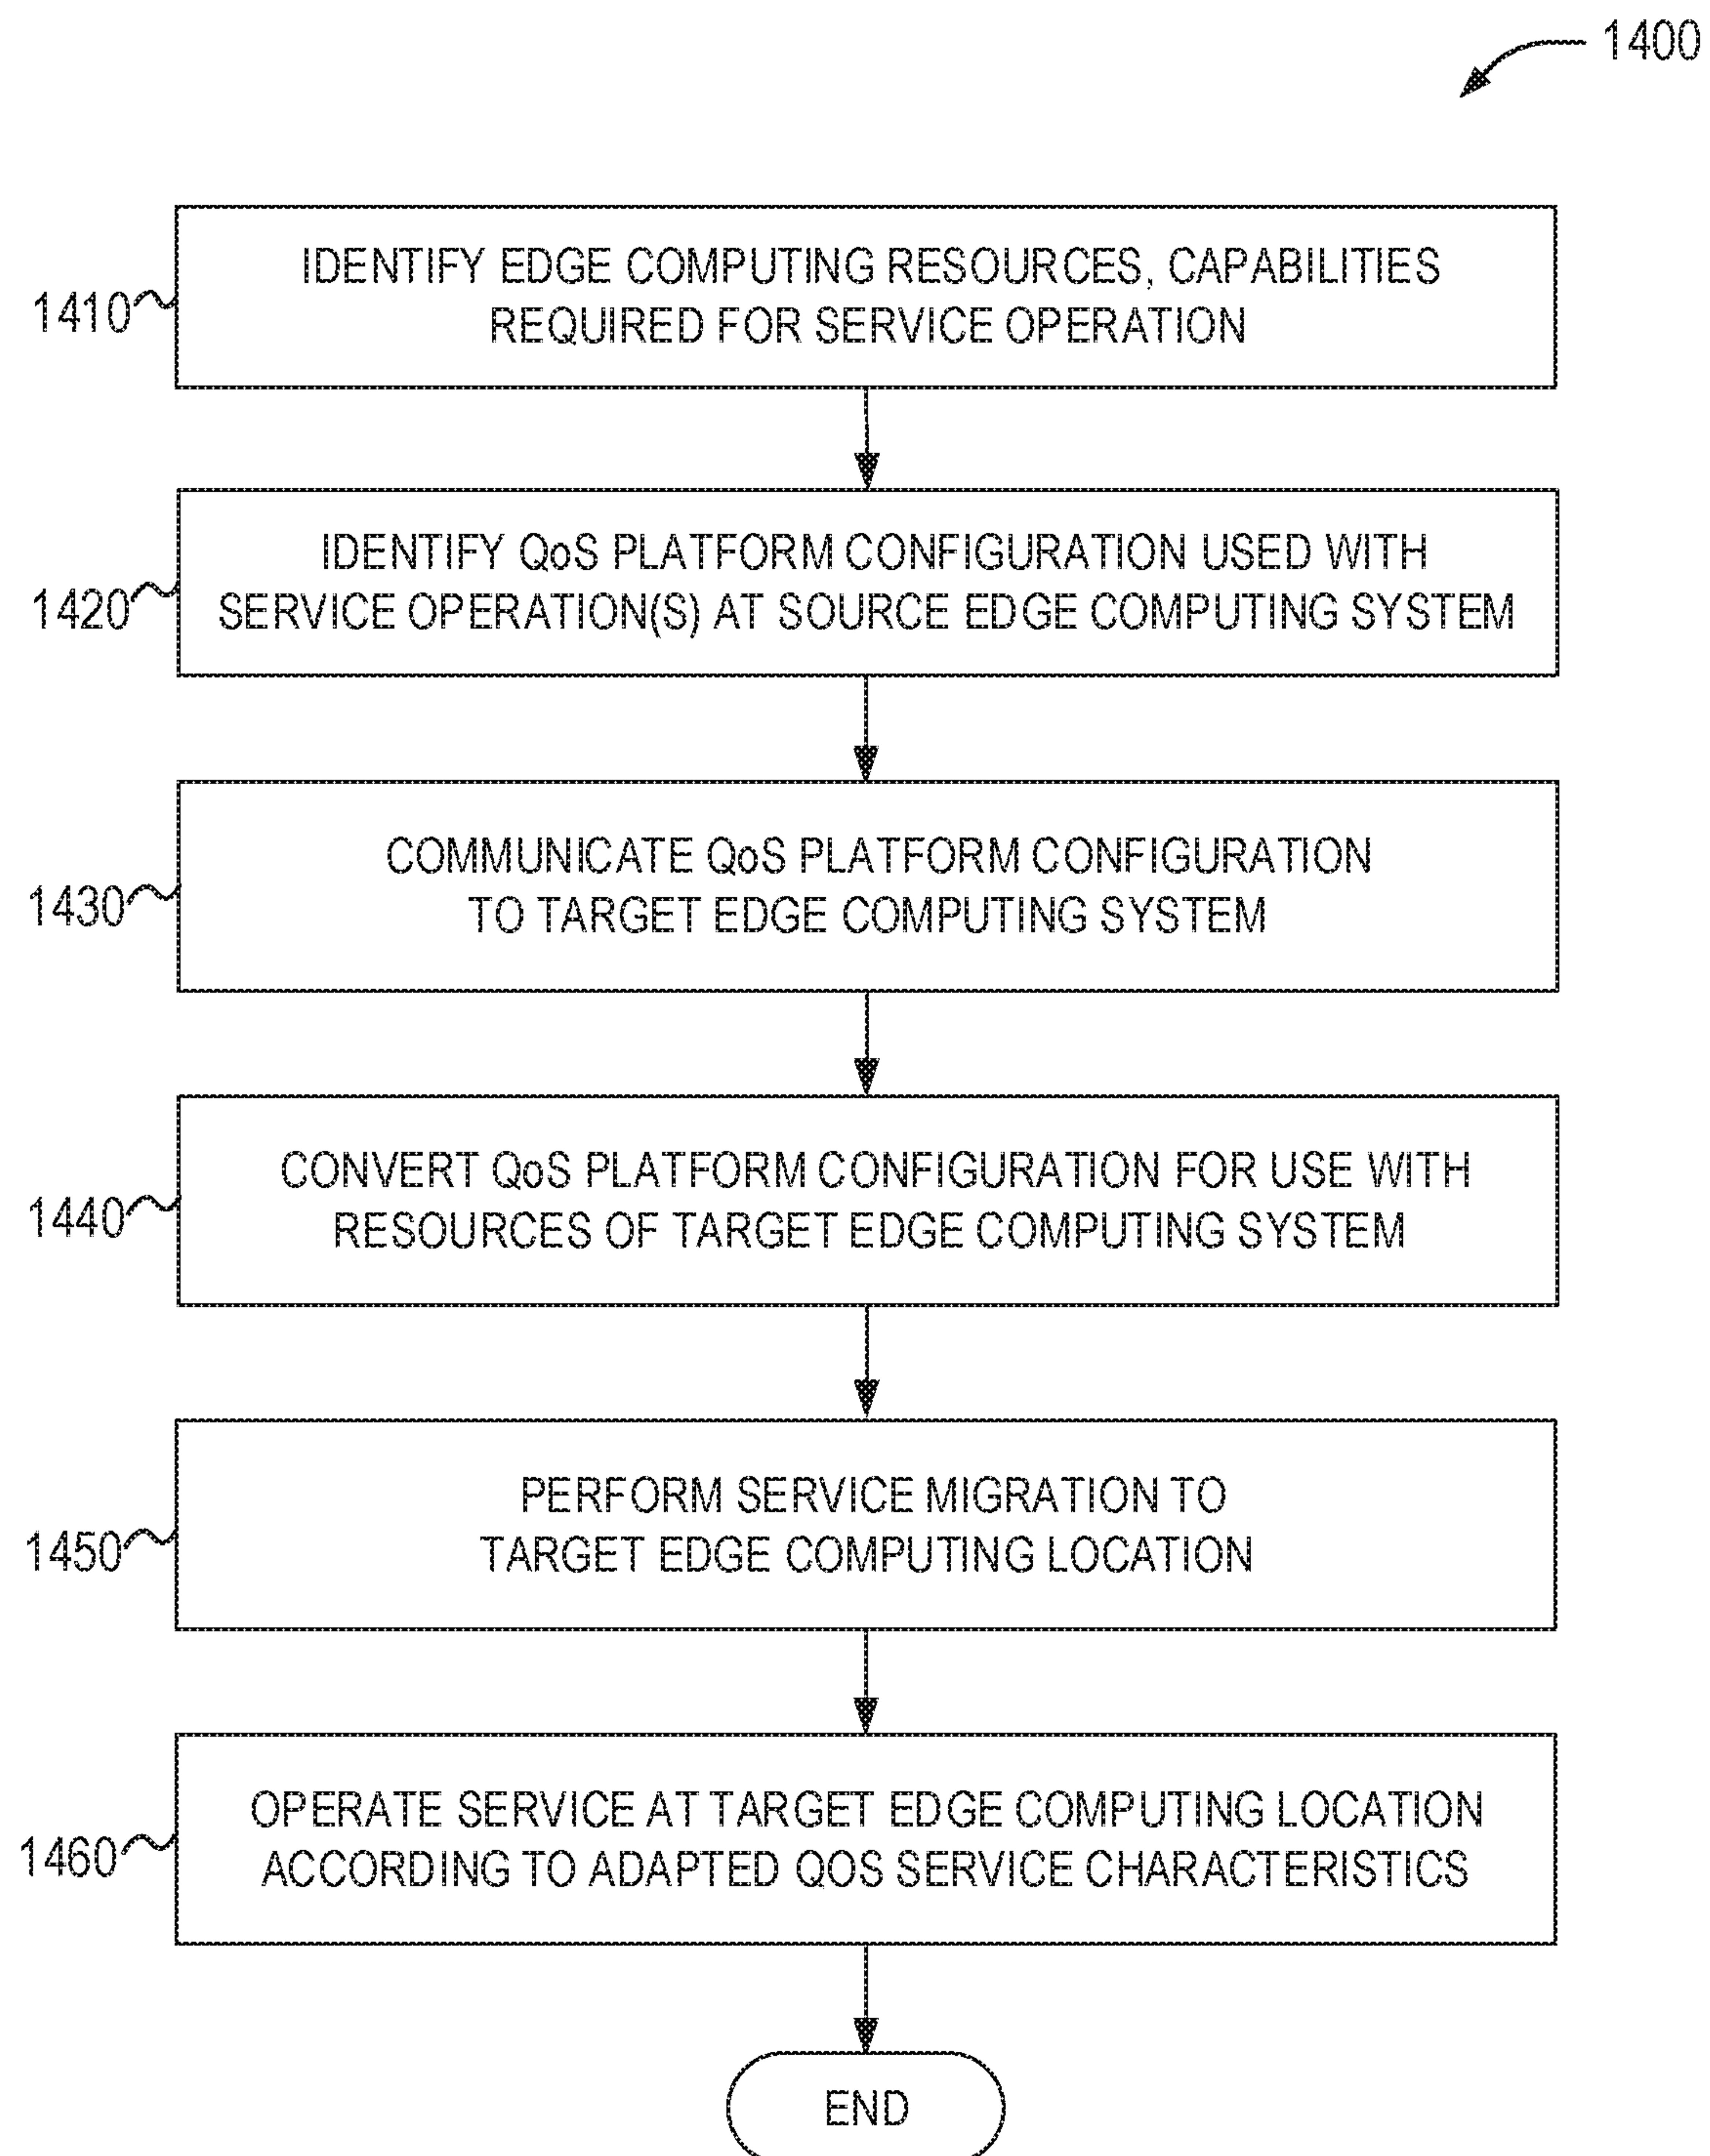 1400
IDENTIFY EDGE COMPUTING RESOURCES, CAPABILITIES
REQUIRED FOR SERVICE OPERATION
1410
IDENTIFY QoS PLATFORM CONFIGURATION USED WITH
SERVICE OPERATION(S) AT SOURCE EDGE COMPUTING SYSTEM
1420
COMMUNICATE QoS PLATFORM CONFIGURATION
TO TARGET EDGE COMPUTING SYSTEM
1430
CONVERT QoS PLATFORM CONFIGURATION FOR USE WITH
RESOURCES OF TARGET EDGE COMPUTING SYSTEM
1440
PERFORM SERVICE MIGRATION TO
TARGET EDGE COMPUTING LOCATION
1450
OPERATE SERVICE AT TARGET EDGE COMPUTING LOCATION
ACCORDING TO ADAPTED QOS SERVICE CHARACTERISTICS
1460
END